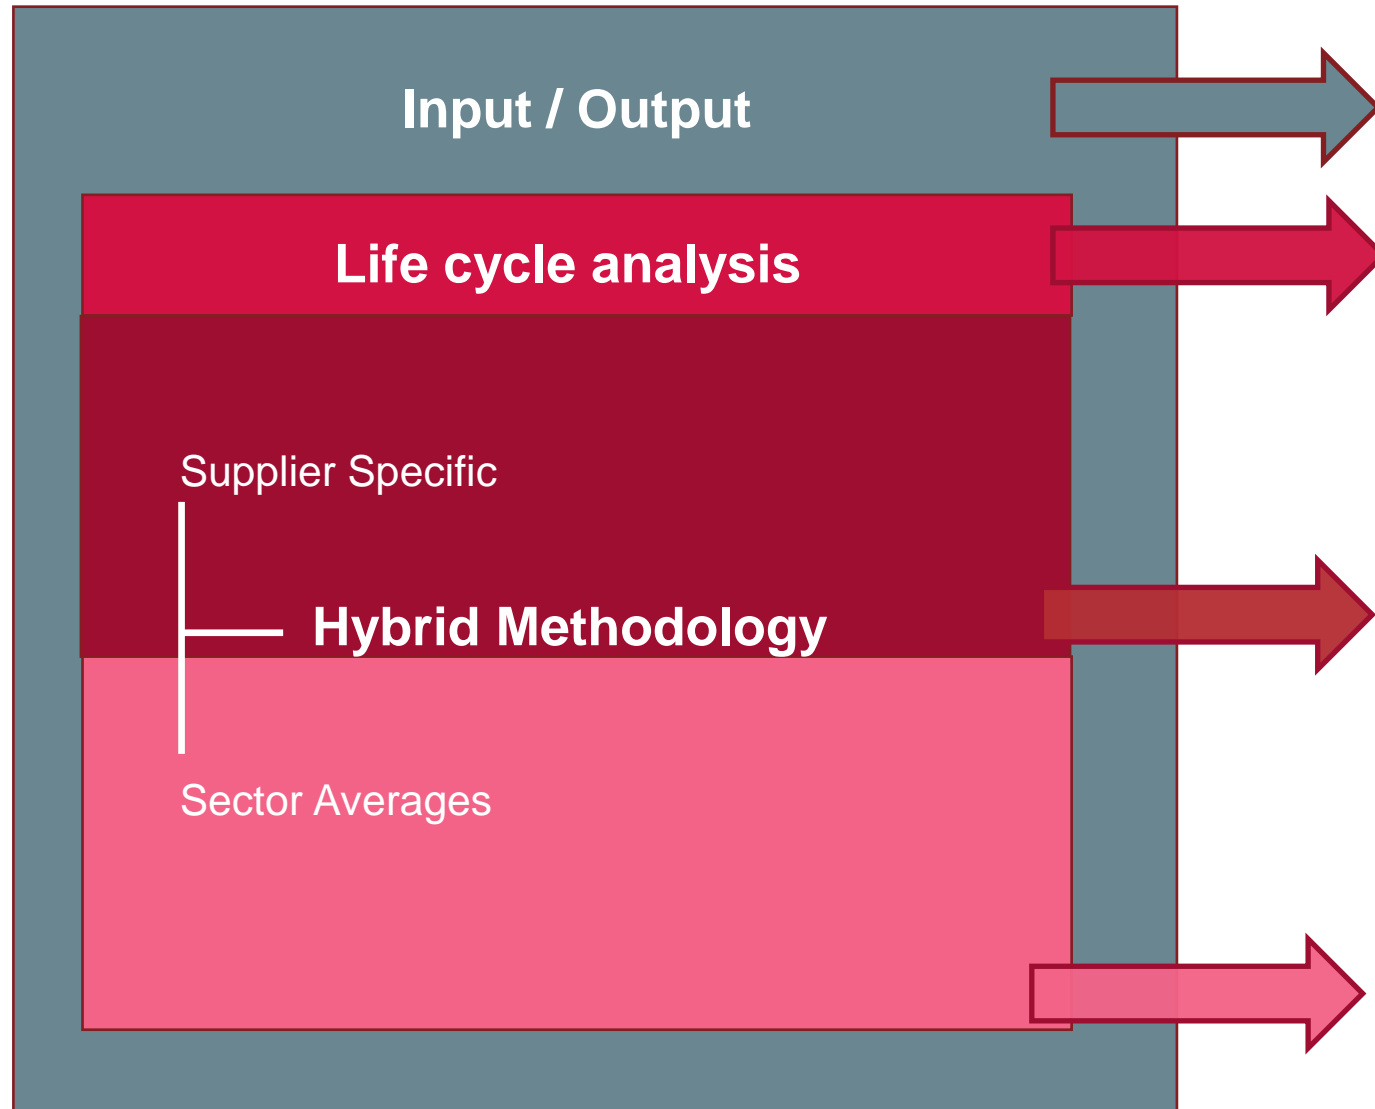 Input / Output
Life cycle analysis
Supplier Specific
Hybrid Methodology
Sector Averages